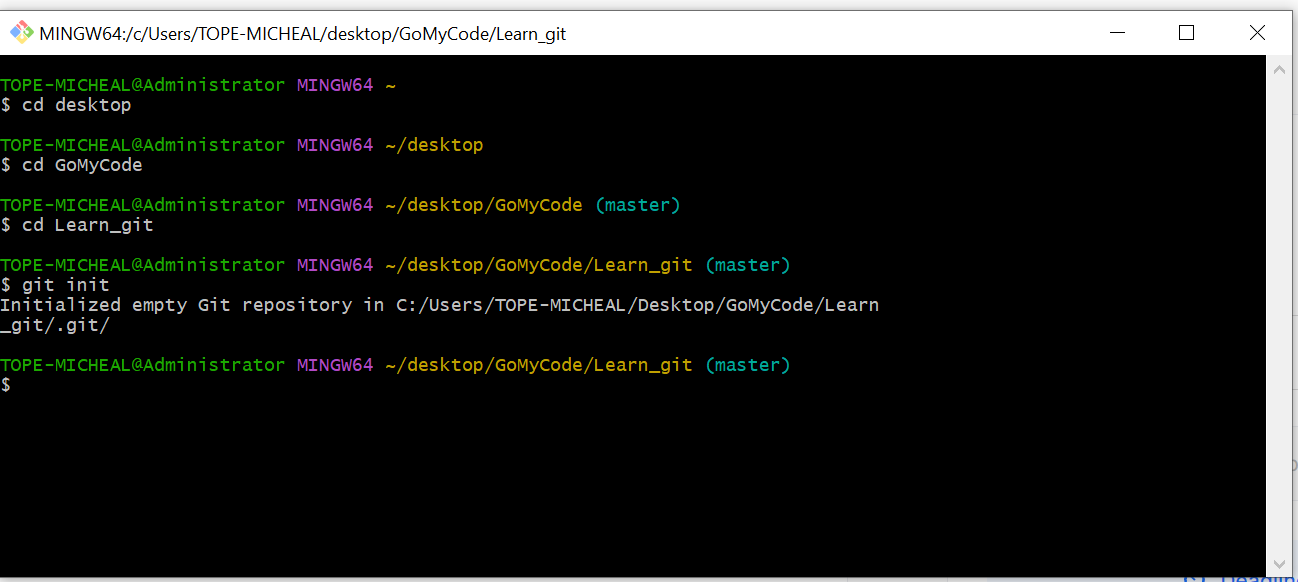 MINGW64:/c/Users/TOPE-MICHEAL/desktop/GoMyCode/Learn_git
TOPE-MICHEAL@Administrator MINGW64 ~
$ cd desktop
TOPE-MICHEAL@Administrator MINGW64 ~/desktop
$ cd GoMyCode
TOPE-MICHEAL@Administrator MINGW64 ~/desktop/GoMyCode (master)
$ cd Learn_git
TOPE-MICHEAL@Administrator MINGW64 ~/desktop/GoMyCode/Learn_git (master)
$ git init
Initialized empty Git repository in C:/Users/TOPE-MICHEAL/Desktop/GoMyCode/Learn
_git/.git/
TOPE-MICHEAL@Administrator MINGW64 ~/desktop/GoMyCode/Learn_git (master)
$